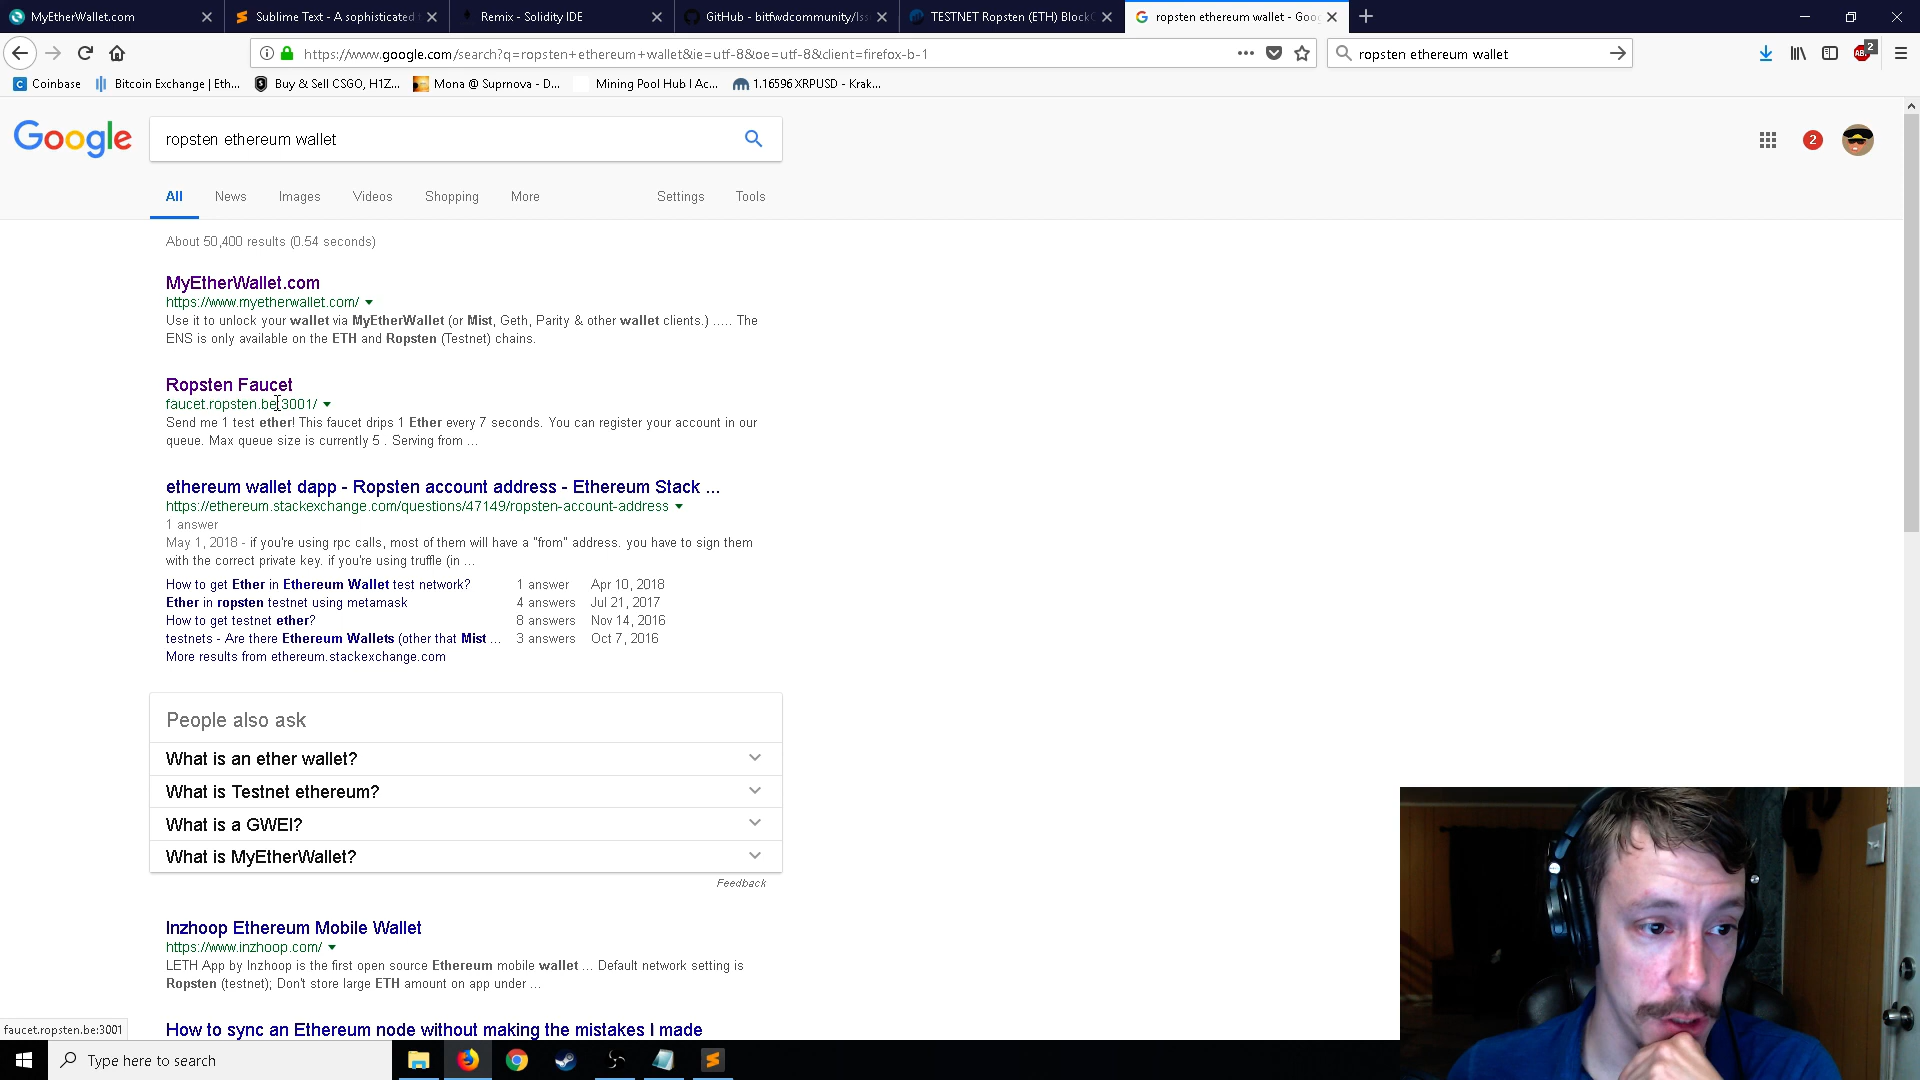 MyEtherWallet.com
Sublime Text - A sophisticated
Remix - Solidity IDE
GitHub - bitfwdcommunity/Iss
TESTNET Ropsten (ETH) BlockC
ropsten ethereum wallet - Goog
https://www.google.com/search?q=ropsten+ethereum+wallet&ie=utf-8&oe=utf-8&client=firefox-b-1
ropsten ethereum wallet
2
Coinbase
Bitcoin Exchange | Eth...
Buy & Sell CSGO, H1Z...
Mona @ Suprnova - D...
Mining Pool Hub | Ac...
1.16596 XRPUSD - Krak...
Google
ropsten ethereum wallet
2
All
News
Images
Videos
Shopping
More
Settings
Tools
About 50,400 results (0.54 seconds)
MyEtherWallet.com
https://www.myetherwallet.com/
Use it to unlock your wallet via MyEtherWallet (or Mist, Geth, Parity & other wallet clients.) ..... The
ENS is only available on the ETH and Ropsten (Testnet) chains.
Ropsten Faucet
faucet.ropsten.be:3001/
Send me 1 test ether! This faucet drips 1 Ether every 7 seconds. You can register your account in our
queue. Max queue size is currently 5 . Serving from ...
ethereum wallet dapp - Ropsten account address - Ethereum Stack ...
https://ethereum.stackexchange.com/questions/47149/ropsten-account-address
1 answer
May 1, 2018 - if you're using rpc calls, most of them will have a "from" address. you have to sign them
with the correct private key. if you're using truffle (in ...
How to get Ether in Ethereum Wallet test network? 1 answer Apr 10, 2018
Ether in ropsten testnet using metamask 4 answers Jul 21, 2017
How to get testnet ether? 8 answers Nov 14, 2016
testnets - Are there Ethereum Wallets (other that Mist ... 3 answers Oct 7, 2016
More results from ethereum.stackexchange.com
People also ask
What is an ether wallet?
What is Testnet ethereum?
What is a GWEI?
What is MyEtherWallet?
Feedback
Inzhoop Ethereum Mobile Wallet
https://www.inzhoop.com/
LETH App by Inzhoop is the first open source Ethereum mobile wallet ... Default network setting is
Ropsten (testnet); Don't store large ETH amount on app under ...
How to sync an Ethereum node without making the mistakes I made
faucet.ropsten.be:3001
Type here to search